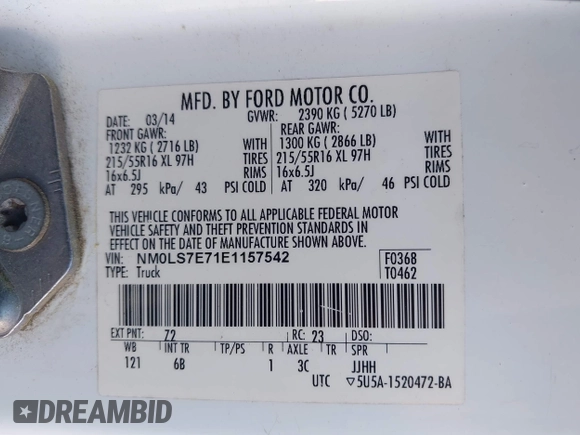 MFD. BY FORD MOTOR CO.
DATE: 03/14 GVWR: 2390 KG ( 5270 LB)
FRONT GAWR: REAR GAWR:
1232 KG ( 2716 LB) WITH 1300 KG ( 2866 LB) WITH
215/55R16 XL 97H TIRES 215/55R16 XL 97H TIRES
16x6.5J RIMS 16x6.5J RIMS
AT 295 kPa/ 43 PSI COLD AT 320 kPa/ 46 PSI COLD
THIS VEHICLE CONFORMS TO ALL APPLICABLE FEDERAL MOTOR
VEHICLE SAFETY AND THEFT PREVENTION STANDARDS IN
EFFECT ON THE DATE OF MANUFACTURE SHOWN ABOVE.
VIN: NM0LS7E71E1157542 F0368
TYPE: Truck T0462
EXT PNT: 72 RC: 23 DSO:
WB INT TR TP/PS R AXLE TR SPR
121 6B 1 3C JJHH
UTC ▽5U5A-1520472-BA
DREAMBID